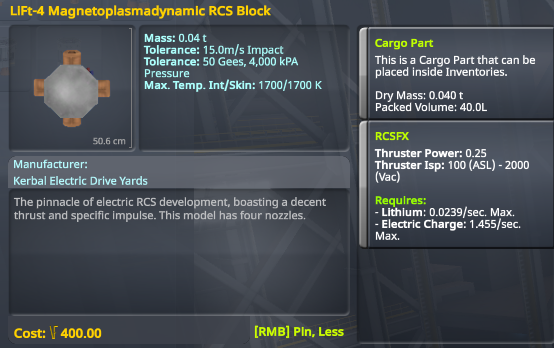 LiFt-4 Magnetoplasmadynamic RCS Block
Mass: 0.04 t
Tolerance: 15.0m/s Impact
Tolerance: 50 Gees, 4,000 kPA
Pressure
Max. Temp. Int/Skin: 1700/1700 K
50.6 cm
Manufacturer:
Kerbal Electric Drive Yards
The pinnacle of electric RCS development, boasting a decent
thrust and specific impulse. This model has four nozzles.
Cost: 400.00
[RMB] Pin, Less
Cargo Part
This is a Cargo Part that can be
placed inside Inventories.
Dry Mass: 0.040 t
Packed Volume: 40.0L
RCSFX
Thruster Power: 0.25
Thruster Isp: 100 (ASL) - 2000
(Vac)
Requires:
- Lithium: 0.0239/sec. Max.
- Electric Charge: 1.455/sec.
Max.